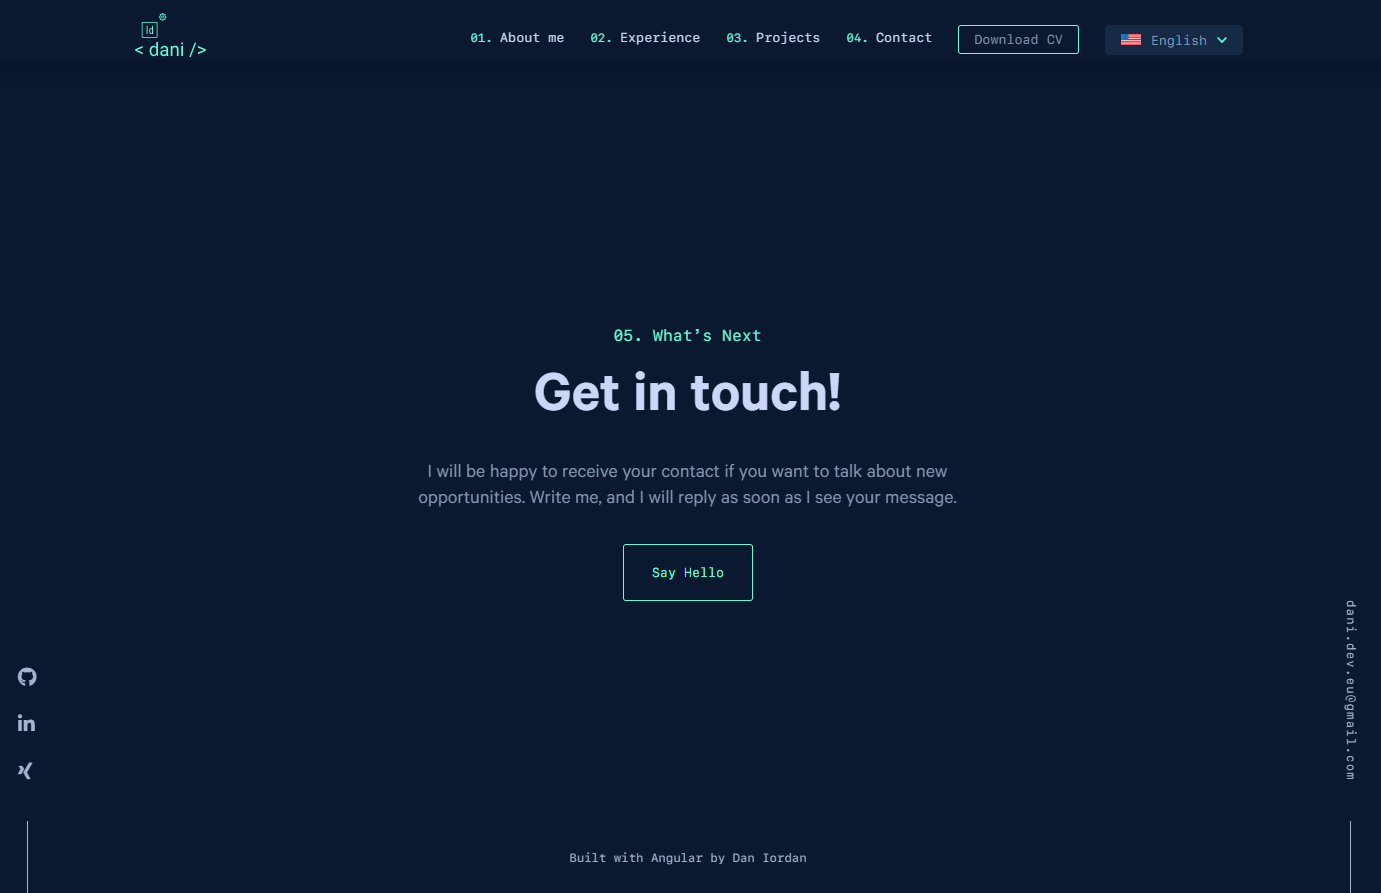 Id
< dani />
01. About me
02. Experience
03. Projects
04. Contact
Download CV
English
05. What’s Next
Get in touch!
I will be happy to receive your contact if you want to talk about new
opportunities. Write me, and I will reply as soon as I see your message.
Say Hello
dani.dev.eu@gmail.com
Built with Angular by Dan Iordan